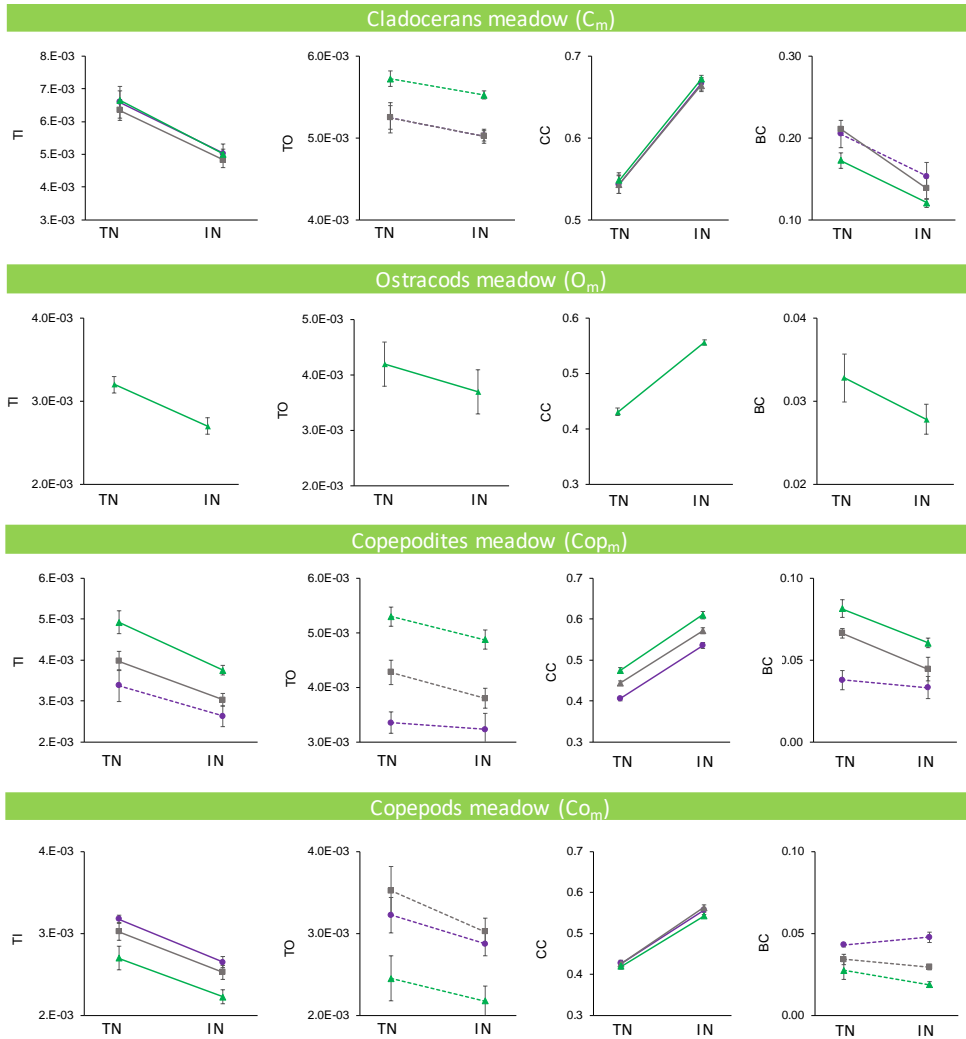 Cladocerans meadow (Cm)
8.E-03
7.E-03
6.E-03
5.E-03
4.E-03
3.E-03
TI
TN IN
6.0E-03
5.0E-03
4.0E-03
TO
TN IN
0.7
0.6
0.5
CC
TN IN
0.30
0.20
0.10
BC
TN IN
Ostracods meadow (Om)
4.0E-03
3.0E-03
2.0E-03
TI
TN IN
5.0E-03
4.0E-03
3.0E-03
2.0E-03
TO
TN IN
0.6
0.5
0.4
0.3
CC
TN IN
0.04
0.03
0.02
BC
TN IN
Copepodites meadow (Copm)
6.E-03
5.E-03
4.E-03
3.E-03
2.E-03
TI
TN IN
6.0E-03
5.0E-03
4.0E-03
3.0E-03
TO
TN IN
0.7
0.6
0.5
0.4
0.3
CC
TN IN
0.10
0.05
0.00
BC
TN IN
Copepods meadow (Com)
4.E-03
3.E-03
2.E-03
TI
TN IN
4.0E-03
3.0E-03
2.0E-03
TO
TN IN
0.7
0.6
0.5
0.4
0.3
CC
TN IN
0.10
0.05
0.00
BC
TN IN